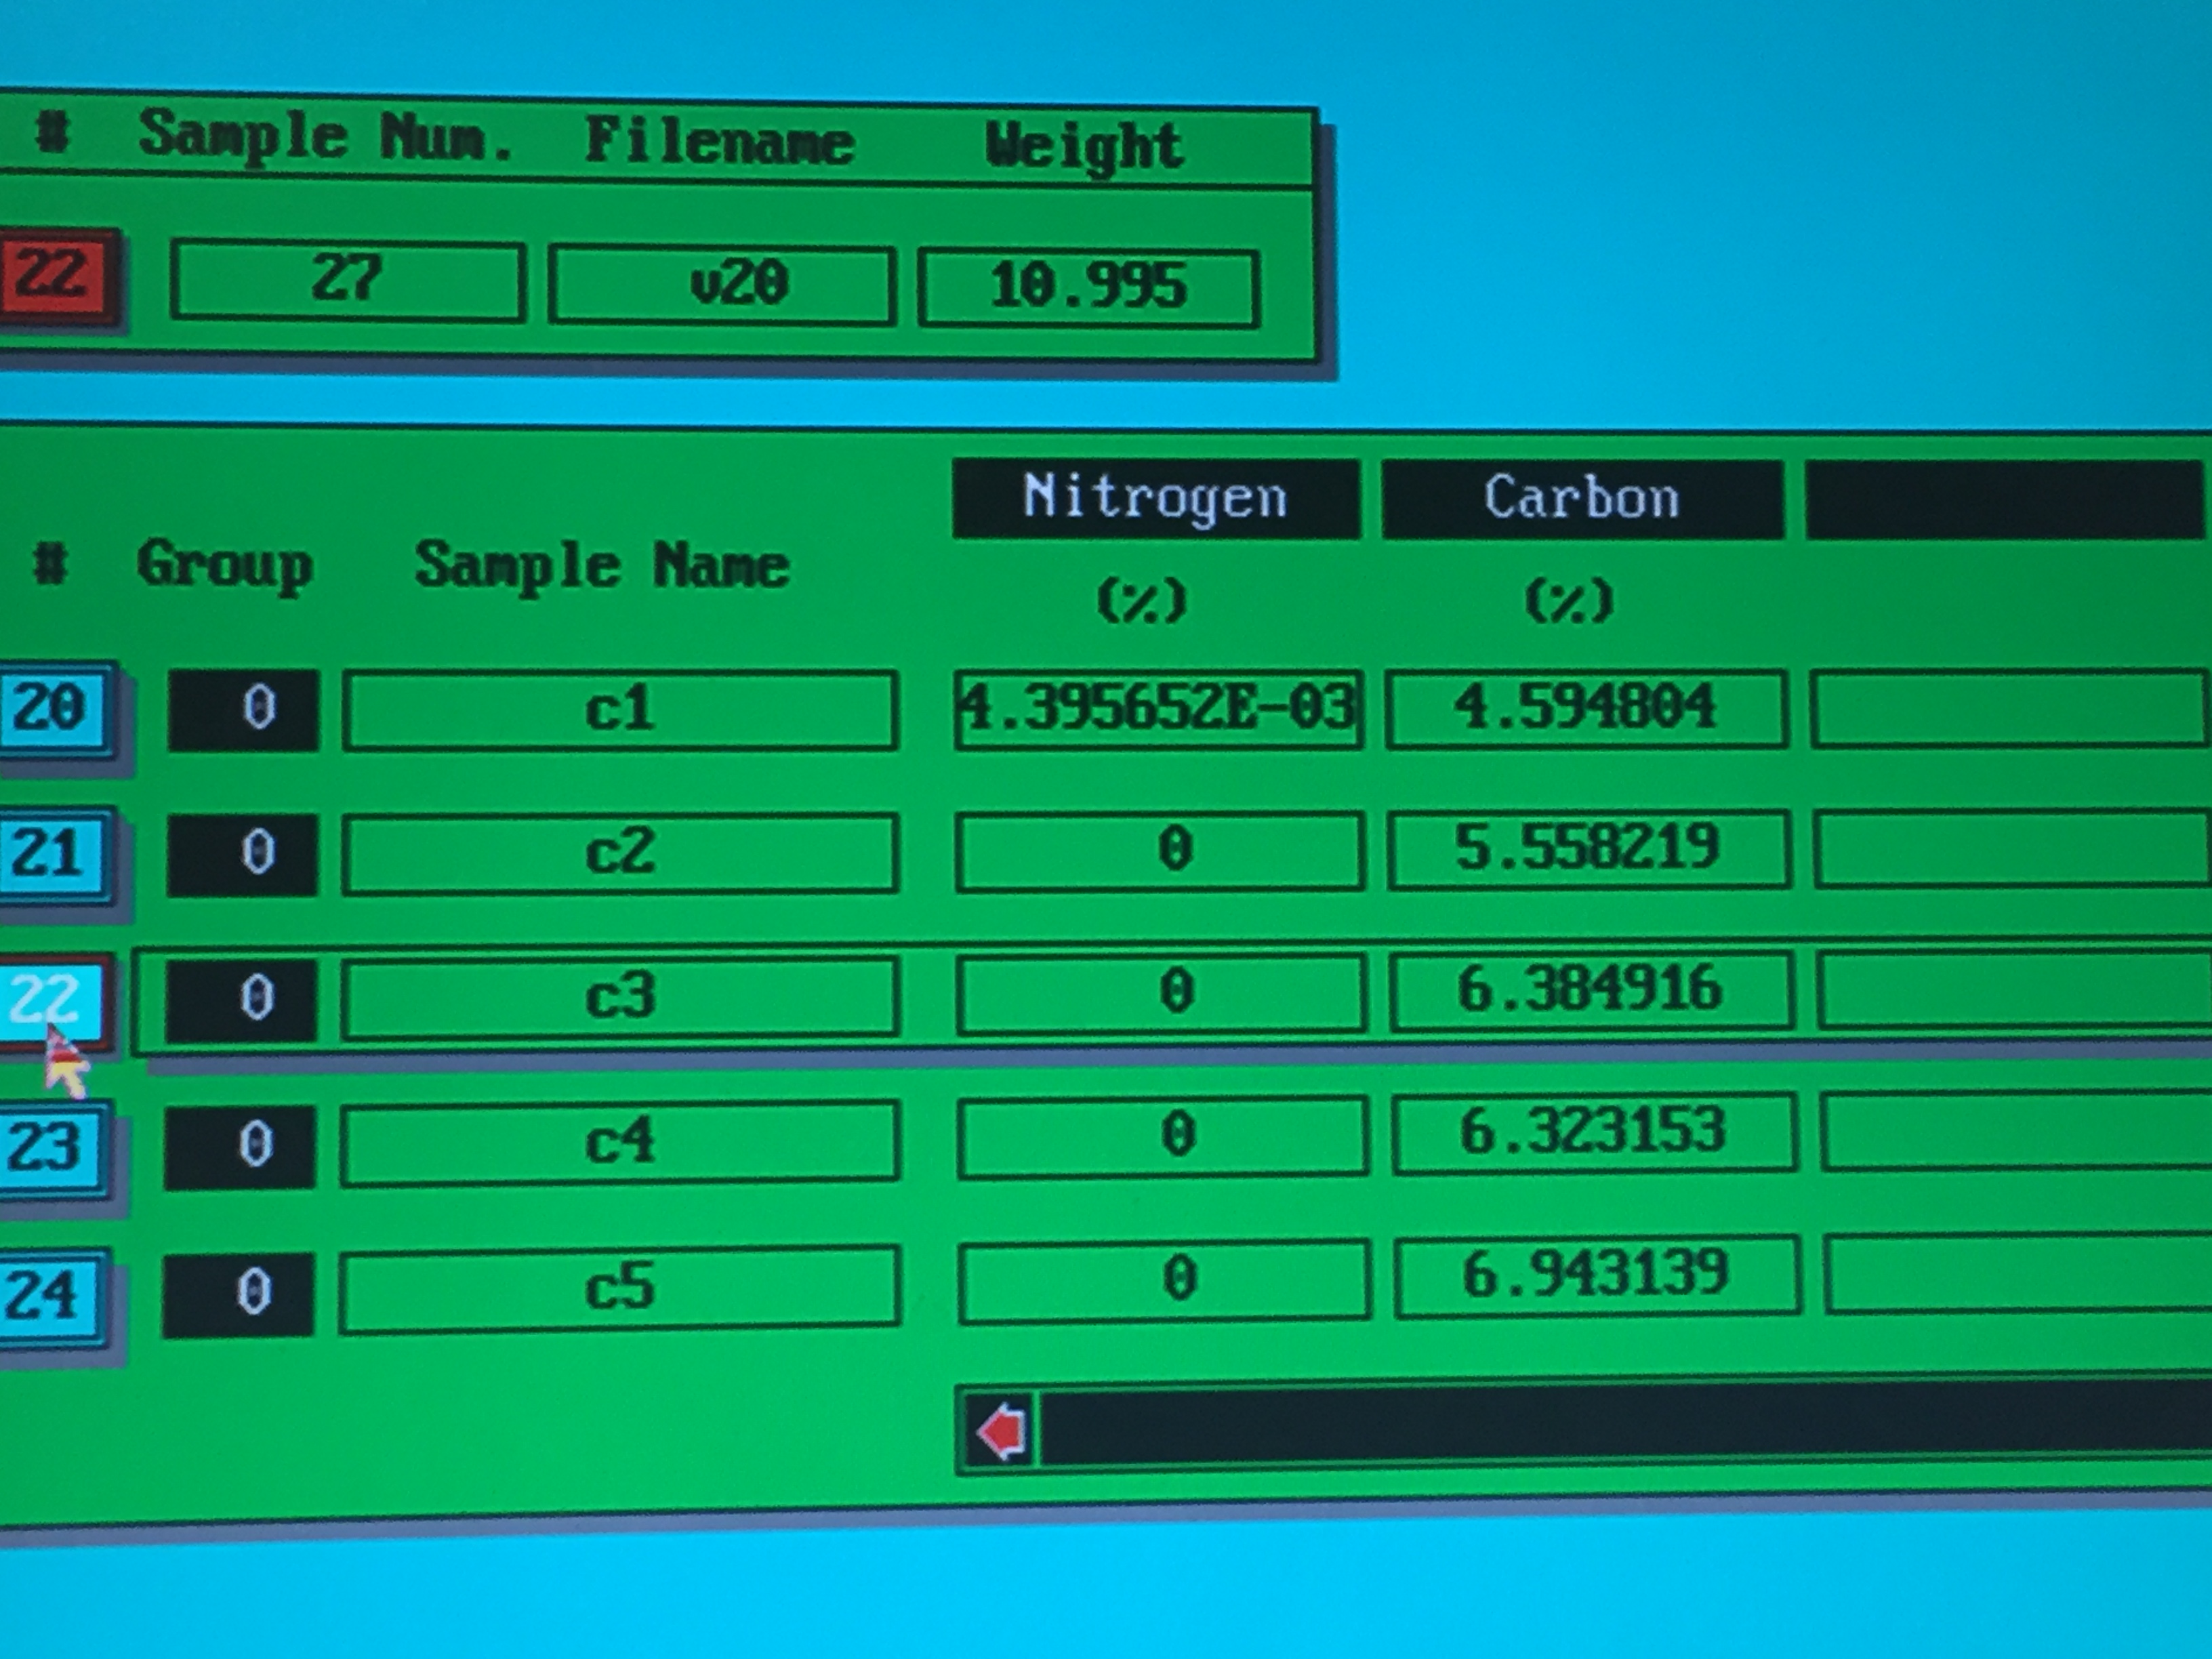 # Sample Num. Filename Weight
22 27 v20 10.995
Nitrogen Carbon
# Group Sample Name (%) (%)
20 0 c1 4.395652E-03 4.594804
21 0 c2 0 5.558219
22 0 c3 0 6.384916
23 0 c4 0 6.323153
24 0 c5 0 6.943139